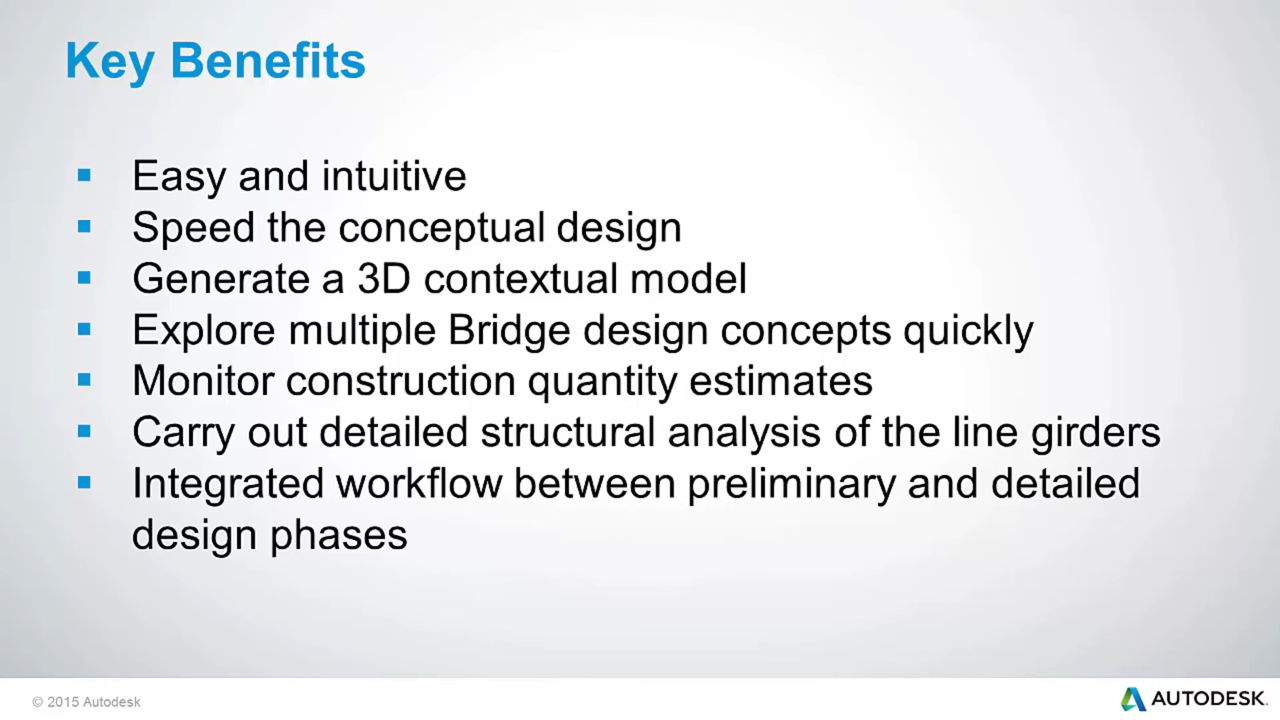 Key Benefits
▪ Easy and intuitive
▪ Speed the conceptual design
▪ Generate a 3D contextual model
▪ Explore multiple Bridge design concepts quickly
▪ Monitor construction quantity estimates
▪ Carry out detailed structural analysis of the line girders
▪ Integrated workflow between preliminary and detailed
design phases
© 2015 Autodesk
AUTODESK.